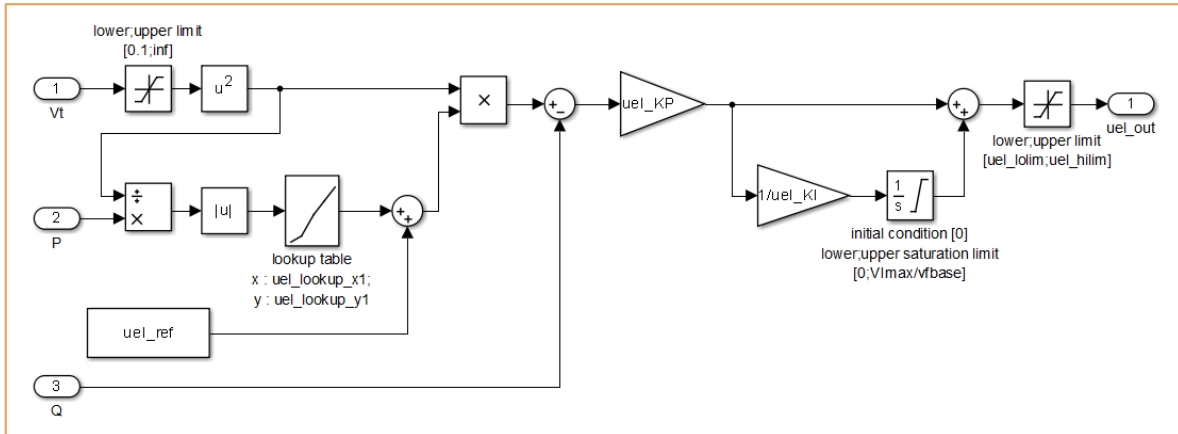 lower;upper limit
[0.1;inf]
1
Vt
u²
×
+
−
uel_KP
+
+
1
uel_out
lower;upper limit
[uel_lolim;uel_hilim]
÷
×
2
P
|u|
+
+
lookup table
x : uel_lookup_x1;
y : uel_lookup_y1
1/uel_KI
1
s
initial condition [0]
lower;upper saturation limit
[0;VImax/vfbase]
uel_ref
3
Q